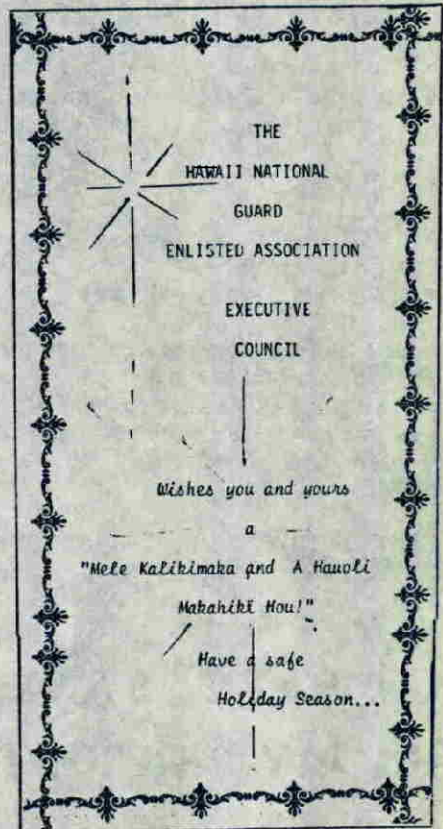 THE
HAWAII NATIONAL
GUARD
ENLISTED ASSOCIATION
EXECUTIVE
COUNCIL
Wishes you and yours
a
"Mele Kalikimaka and A Hauoli
Makahiki Hou!"
Have a safe
Holiday Season...